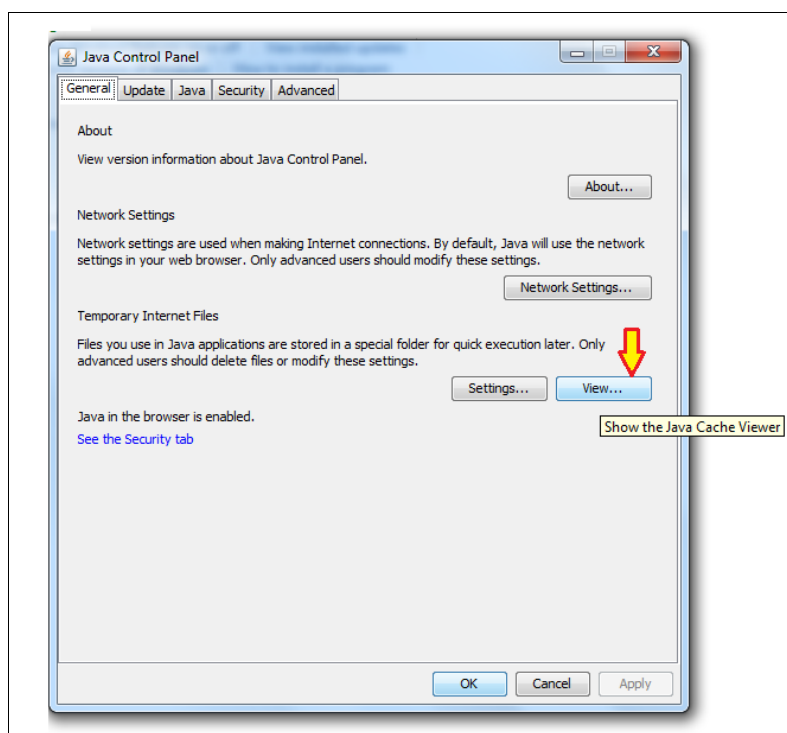 Java Control Panel
General Update Java Security Advanced
About
View version information about Java Control Panel.
About...
Network Settings
Network settings are used when making Internet connections. By default, Java will use the network
settings in your web browser. Only advanced users should modify these settings.
Network Settings...
Temporary Internet Files
Files you use in Java applications are stored in a special folder for quick execution later. Only
advanced users should delete files or modify these settings.
Settings... View...
Show the Java Cache Viewer
Java in the browser is enabled.
See the Security tab
OK Cancel Apply